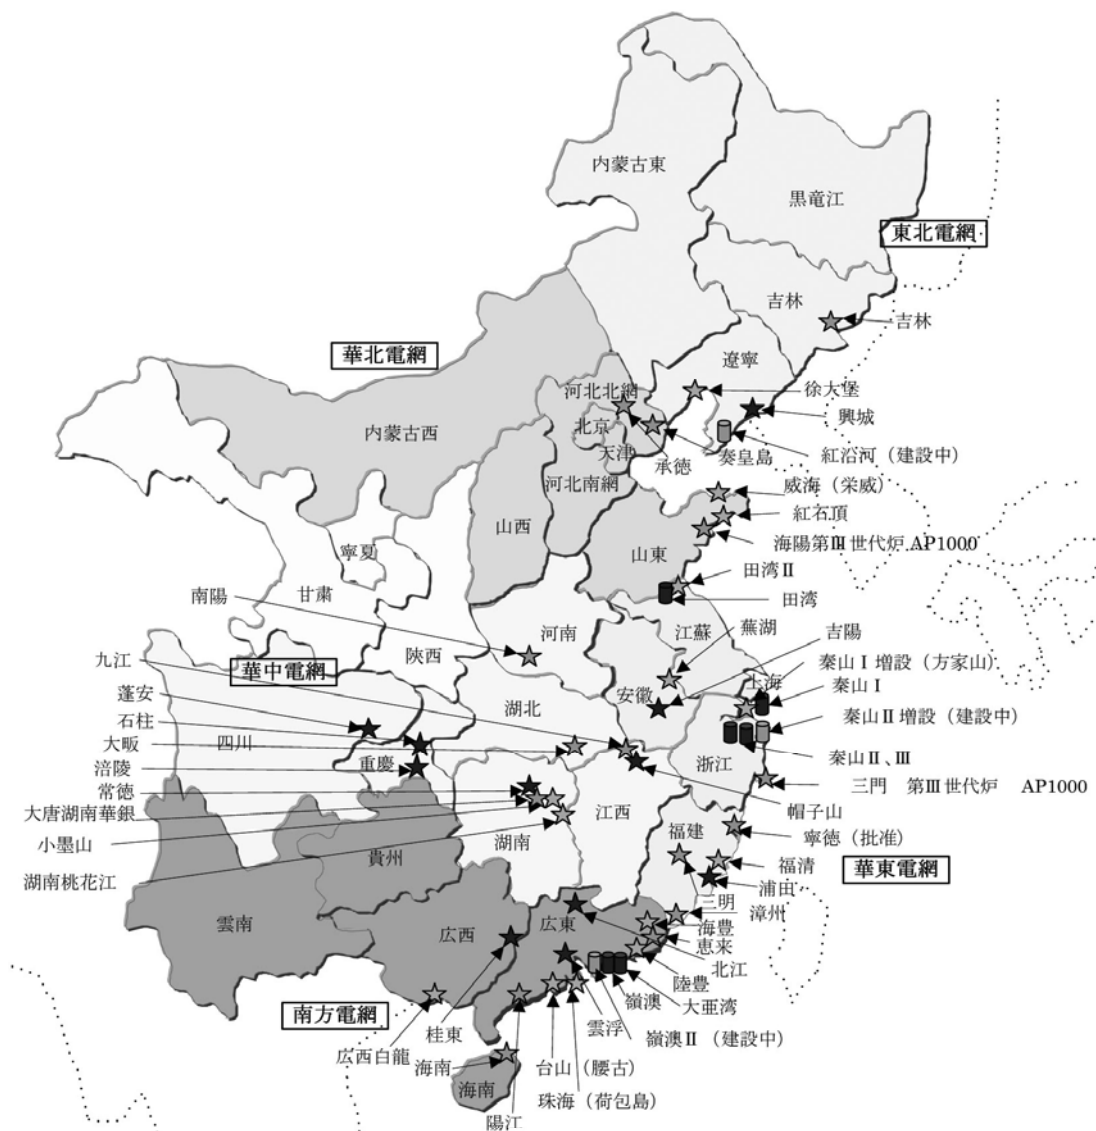 内蒙古東
黒竜江
東北電網
吉林
吉林
華北電網
遼寧
河北北網
徐大堡
興城
内蒙古西
北京
天津
承徳
秦皇島
紅沿河（建設中）
河北南網
威海（栄威）
山西
紅石頂
寧夏
山東
海陽第Ⅲ世代炉 AP1000
甘粛
田湾Ⅱ
南陽
田湾
河南
江蘇
蕪湖
吉陽
陝西
九江
華中電網
秦山Ⅰ増設（方家山）
上海
秦山Ⅰ
蓬安
安徽
石柱
湖北
秦山Ⅱ増設（建設中）
大畈
四川
重慶
浙江
秦山Ⅱ、Ⅲ
涪陵
三門　第Ⅲ世代炉　AP1000
常徳
大唐湖南華銀
江西
帽子山
小墨山
湖南
福建
寧徳（批准）
貴州
福清
華東電網
湖南桃花江
浦田
三明
漳州
雲南
広西
広東
海豊
恵来
北江
陸豊
嶺澳
大亜湾
南方電網
桂東
雲浮
嶺澳Ⅱ（建設中）
広西白龍
海南
台山（腰古）
海南
珠海（荷包島）
陽江